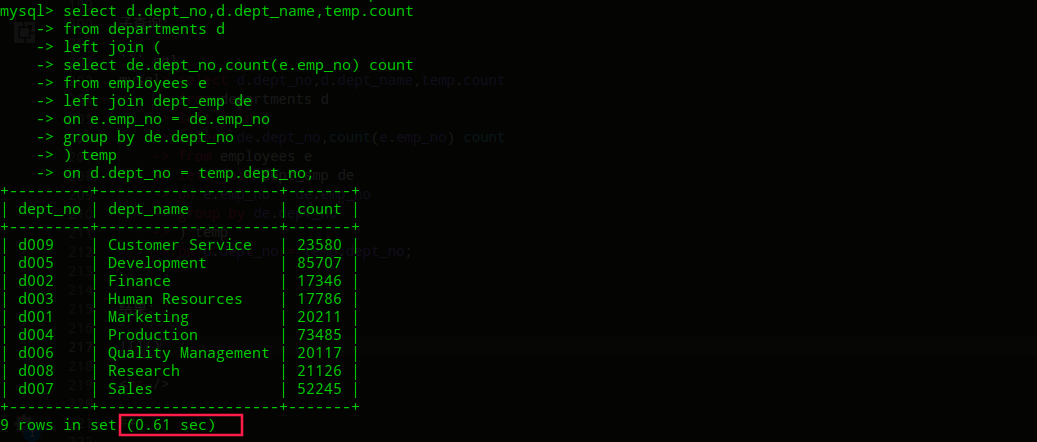 mysql> select d.dept_no,d.dept_name,temp.count
    -> from departments d
    -> left join (
    -> select de.dept_no,count(e.emp_no) count
    -> from employees e
    -> left join dept_emp de
    -> on e.emp_no = de.emp_no
    -> group by de.dept_no
    -> ) temp
    -> on d.dept_no = temp.dept_no;
+---------+--------------------+-------+
| dept_no | dept_name          | count |
+---------+--------------------+-------+
| d009    | Customer Service   | 23580 |
| d005    | Development        | 85707 |
| d002    | Finance            | 17346 |
| d003    | Human Resources    | 17786 |
| d001    | Marketing          | 20211 |
| d004    | Production         | 73485 |
| d006    | Quality Management | 20117 |
| d008    | Research           | 21126 |
| d007    | Sales              | 52245 |
+---------+--------------------+-------+
9 rows in set (0.61 sec)